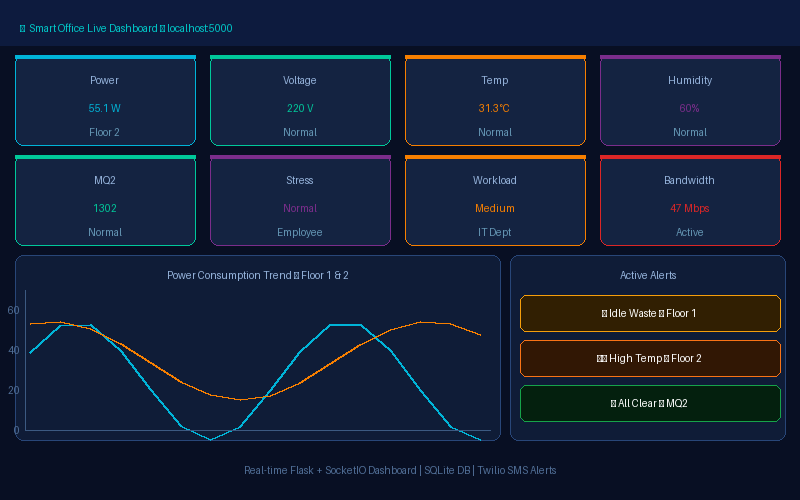 Smart Office Live Dashboard localhost:5000
Power
55.1 W
Floor 2
Voltage
220 V
Normal
Temp
31.3°C
Normal
Humidity
60%
Normal
MQ2
1302
Normal
Stress
Normal
Employee
Workload
Medium
IT Dept
Bandwidth
47 Mbps
Active
Power Consumption Trend Floor 1 & 2
60
40
20
0
Active Alerts
Idle Waste Floor 1
High Temp Floor 2
All Clear MQ2
Real-time Flask + SocketIO Dashboard | SQLite DB | Twilio SMS Alerts